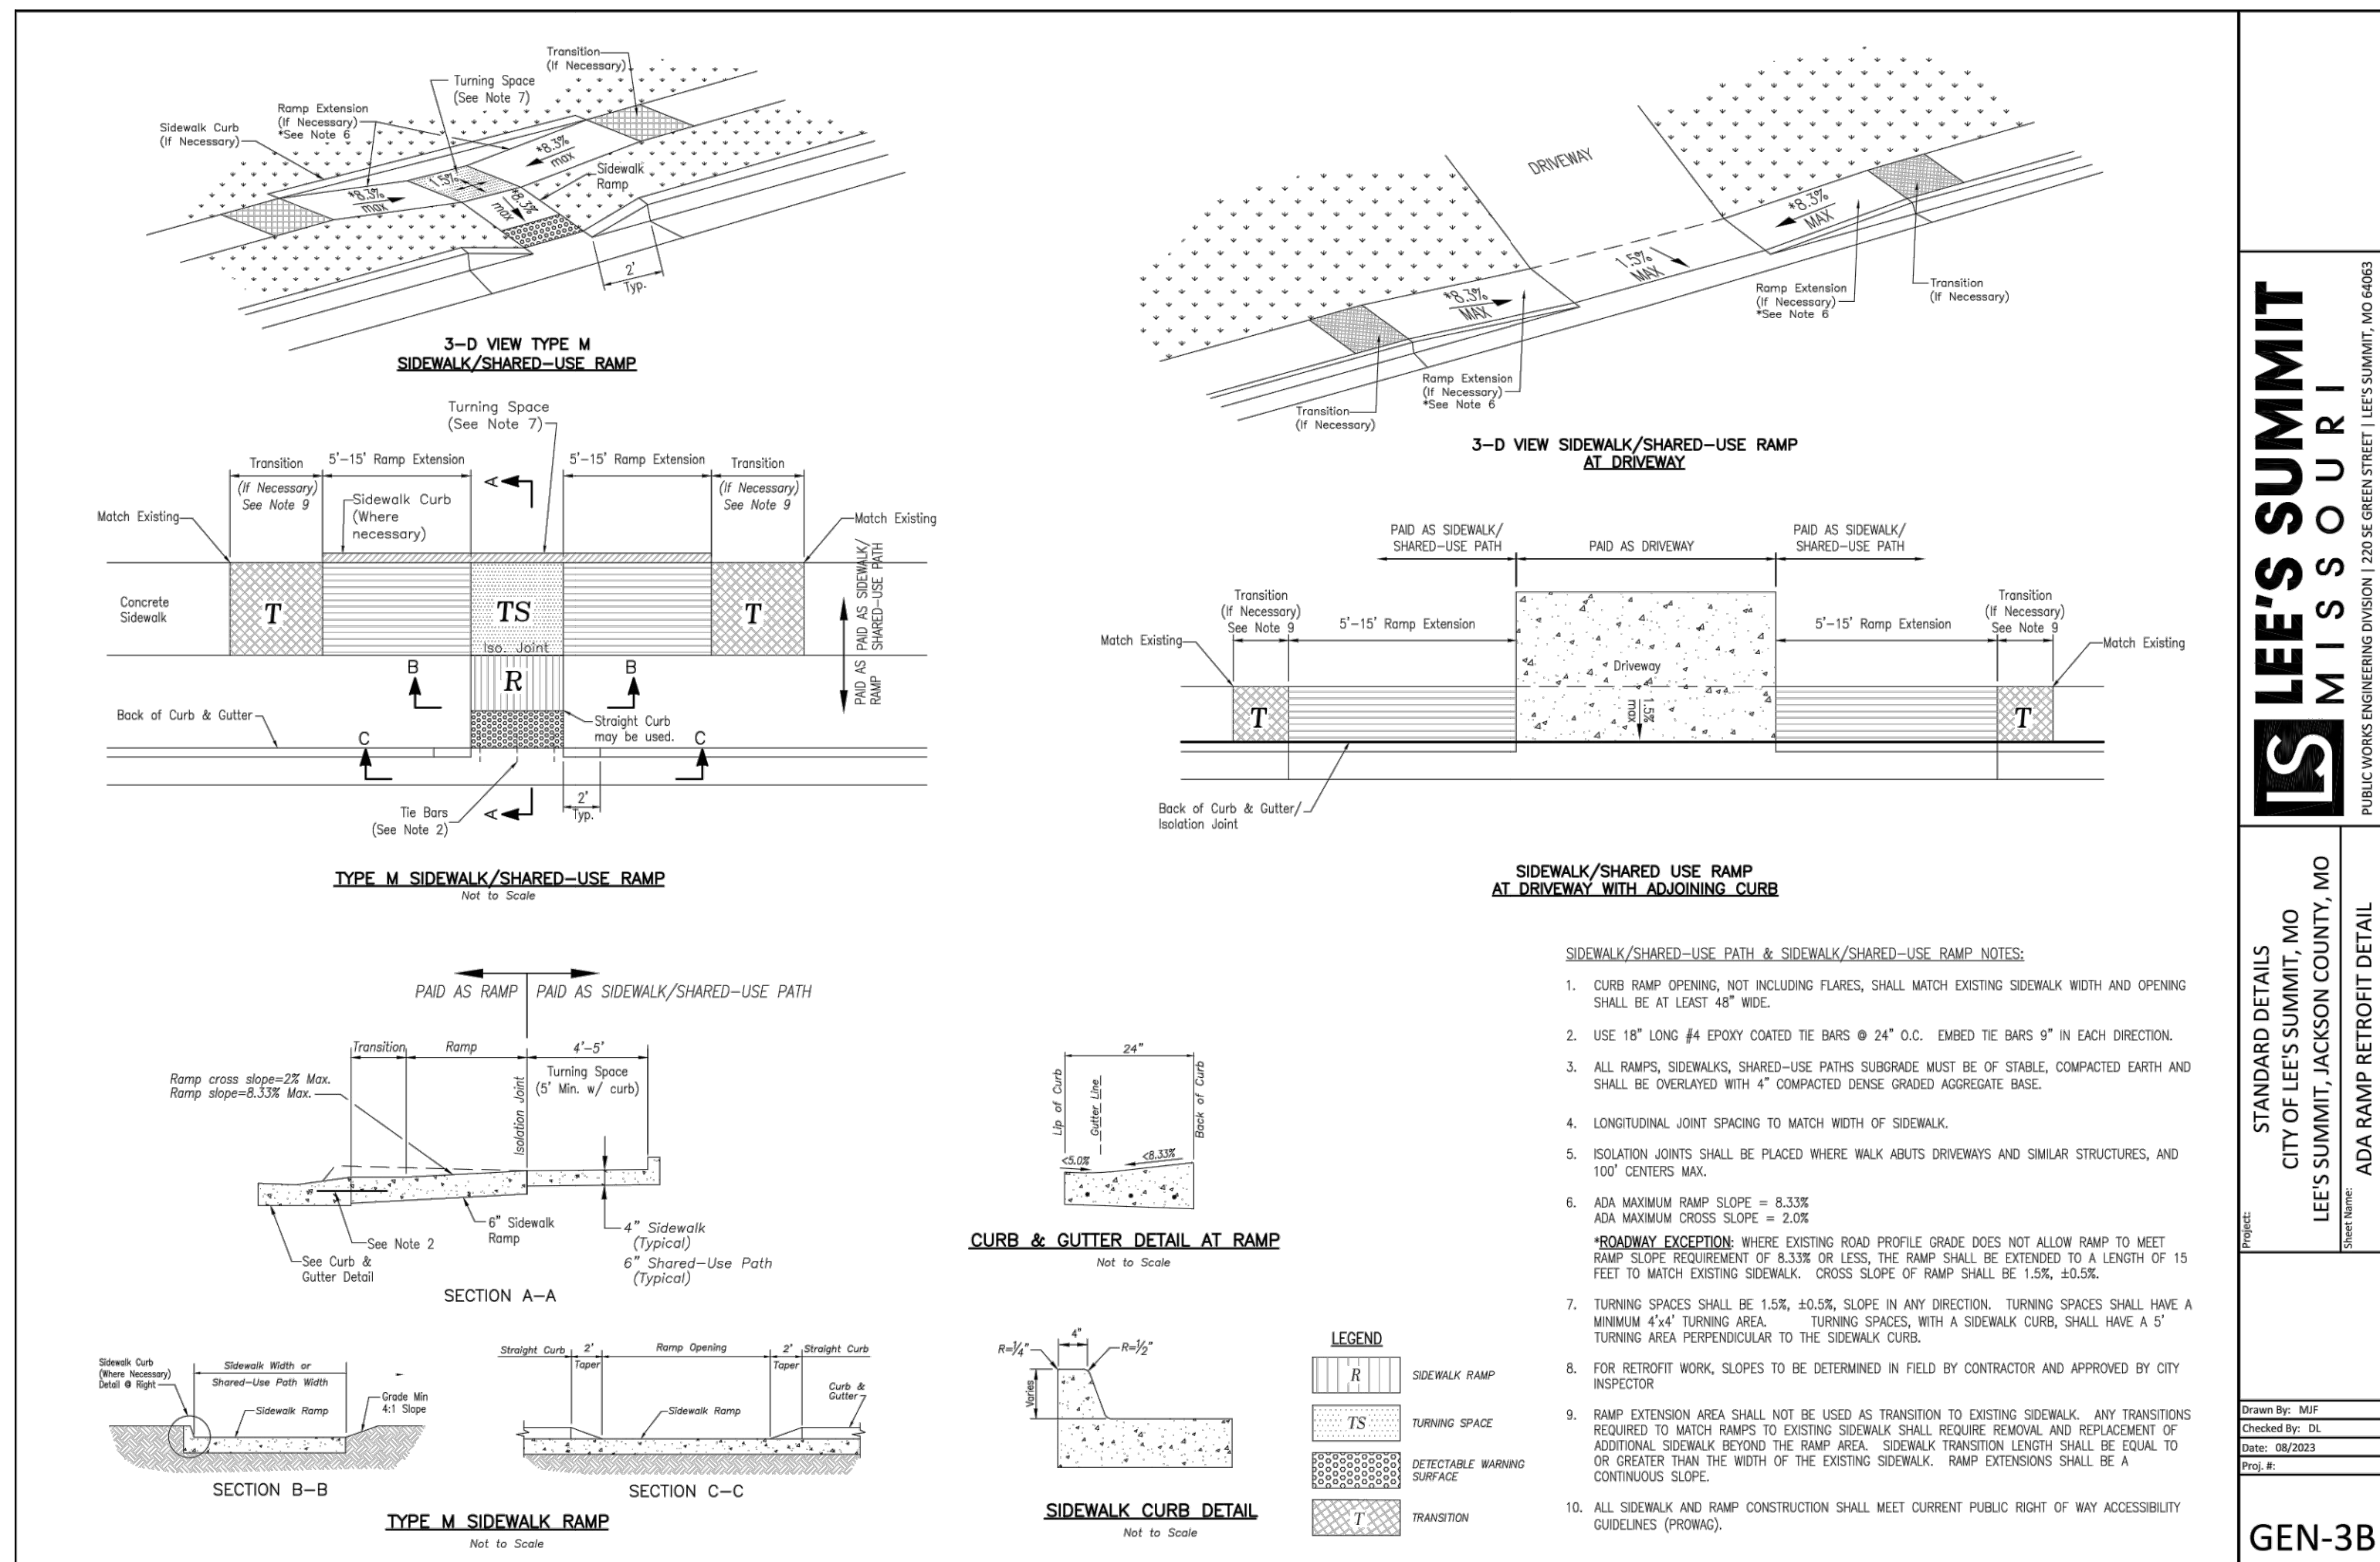 Transition
(If Necessary)
Turning Space
(See Note 7)
Ramp Extension
(If Necessary)
*See Note 6
Sidewalk Curb
(If Necessary)
*8.3%
max
Sidewalk
Ramp
1.5%
*8.3%
max
*8.3%
max
2'
Typ.
3-D VIEW TYPE M
SIDEWALK/SHARED-USE RAMP
DRIVEWAY
*8.3%
MAX
1.5%
MAX
*8.3%
MAX
Ramp Extension
(If Necessary)
*See Note 6
Transition
(If Necessary)
Ramp Extension
(If Necessary)
*See Note 6
Transition
(If Necessary)
3-D VIEW SIDEWALK/SHARED-USE RAMP
AT DRIVEWAY
Turning Space
(See Note 7)
Transition
(If Necessary)
See Note 9
5'-15' Ramp Extension
A
5'-15' Ramp Extension
Transition
(If Necessary)
See Note 9
Sidewalk Curb
(Where
necessary)
Match Existing
Match Existing
Concrete
Sidewalk
T
TS
T
Iso. Joint
PAID AS SIDEWALK/
SHARED-USE PATH
PAID AS
RAMP
B
R
B
Back of Curb & Gutter
Straight Curb
may be used.
C
C
Tie Bars
(See Note 2)
A
2'
Typ.
TYPE M SIDEWALK/SHARED-USE RAMP
Not to Scale
PAID AS SIDEWALK/
SHARED-USE PATH
PAID AS DRIVEWAY
PAID AS SIDEWALK/
SHARED-USE PATH
Transition
(If Necessary)
See Note 9
5'-15' Ramp Extension
5'-15' Ramp Extension
Transition
(If Necessary)
See Note 9
Match Existing
Match Existing
Driveway
T
1.5%
max
T
Back of Curb & Gutter/
Isolation Joint
SIDEWALK/SHARED USE RAMP
AT DRIVEWAY WITH ADJOINING CURB
PAID AS RAMP
PAID AS SIDEWALK/SHARED-USE PATH
Transition
Ramp
4'-5'
Turning Space
(5' Min. w/ curb)
Isolation Joint
Ramp cross slope=2% Max.
Ramp slope=8.33% Max.
6" Sidewalk
Ramp
See Note 2
See Curb &
Gutter Detail
4" Sidewalk
(Typical)
6" Shared-Use Path
(Typical)
SECTION A-A
24"
Lip of Curb
Gutter Line
Back of Curb
<5.0%
<8.33%
CURB & GUTTER DETAIL AT RAMP
Not to Scale
Sidewalk Curb
(Where Necessary)
Detail @ Right
Sidewalk Width or
Shared-Use Path Width
Sidewalk Ramp
Grade Min
4:1 Slope
SECTION B-B
Straight Curb
2'
Taper
Ramp Opening
2'
Taper
Straight Curb
Curb &
Gutter
Sidewalk Ramp
SECTION C-C
TYPE M SIDEWALK RAMP
Not to Scale
4"
R=1/4"
R=1/2"
Varies
SIDEWALK CURB DETAIL
Not to Scale
LEGEND
R
SIDEWALK RAMP
TS
TURNING SPACE
DETECTABLE WARNING
SURFACE
T
TRANSITION
SIDEWALK/SHARED-USE PATH & SIDEWALK/SHARED-USE RAMP NOTES:
1. CURB RAMP OPENING, NOT INCLUDING FLARES, SHALL MATCH EXISTING SIDEWALK WIDTH AND OPENING
SHALL BE AT LEAST 48" WIDE.
2. USE 18" LONG #4 EPOXY COATED TIE BARS @ 24" O.C. EMBED TIE BARS 9" IN EACH DIRECTION.
3. ALL RAMPS, SIDEWALKS, SHARED-USE PATHS SUBGRADE MUST BE OF STABLE, COMPACTED EARTH AND
SHALL BE OVERLAYED WITH 4" COMPACTED DENSE GRADED AGGREGATE BASE.
4. LONGITUDINAL JOINT SPACING TO MATCH WIDTH OF SIDEWALK.
5. ISOLATION JOINTS SHALL BE PLACED WHERE WALK ABUTS DRIVEWAYS AND SIMILAR STRUCTURES, AND
100' CENTERS MAX.
6. ADA MAXIMUM RAMP SLOPE = 8.33%
ADA MAXIMUM CROSS SLOPE = 2.0%
*ROADWAY EXCEPTION: WHERE EXISTING ROAD PROFILE GRADE DOES NOT ALLOW RAMP TO MEET
RAMP SLOPE REQUIREMENT OF 8.33% OR LESS, THE RAMP SHALL BE EXTENDED TO A LENGTH OF 15
FEET TO MATCH EXISTING SIDEWALK. CROSS SLOPE OF RAMP SHALL BE 1.5%, ±0.5%.
7. TURNING SPACES SHALL BE 1.5%, ±0.5%, SLOPE IN ANY DIRECTION. TURNING SPACES SHALL HAVE A
MINIMUM 4'x4' TURNING AREA. TURNING SPACES, WITH A SIDEWALK CURB, SHALL HAVE A 5'
TURNING AREA PERPENDICULAR TO THE SIDEWALK CURB.
8. FOR RETROFIT WORK, SLOPES TO BE DETERMINED IN FIELD BY CONTRACTOR AND APPROVED BY CITY
INSPECTOR
9. RAMP EXTENSION AREA SHALL NOT BE USED AS TRANSITION TO EXISTING SIDEWALK. ANY TRANSITIONS
REQUIRED TO MATCH RAMPS TO EXISTING SIDEWALK SHALL REQUIRE REMOVAL AND REPLACEMENT OF
ADDITIONAL SIDEWALK BEYOND THE RAMP AREA. SIDEWALK TRANSITION LENGTH SHALL BE EQUAL TO
OR GREATER THAN THE WIDTH OF THE EXISTING SIDEWALK. RAMP EXTENSIONS SHALL BE A
CONTINUOUS SLOPE.
10. ALL SIDEWALK AND RAMP CONSTRUCTION SHALL MEET CURRENT PUBLIC RIGHT OF WAY ACCESSIBILITY
GUIDELINES (PROWAG).
LS
LEE'S SUMMIT
MISSOURI
PUBLIC WORKS ENGINEERING DIVISION | 220 SE GREEN STREET | LEE'S SUMMIT, MO 64063
Project:
STANDARD DETAILS
CITY OF LEE'S SUMMIT, MO
LEE'S SUMMIT, JACKSON COUNTY, MO
Sheet Name:
ADA RAMP RETROFIT DETAIL
Drawn By: MJF
Checked By: DL
Date: 08/2023
Proj. #:
GEN-3B